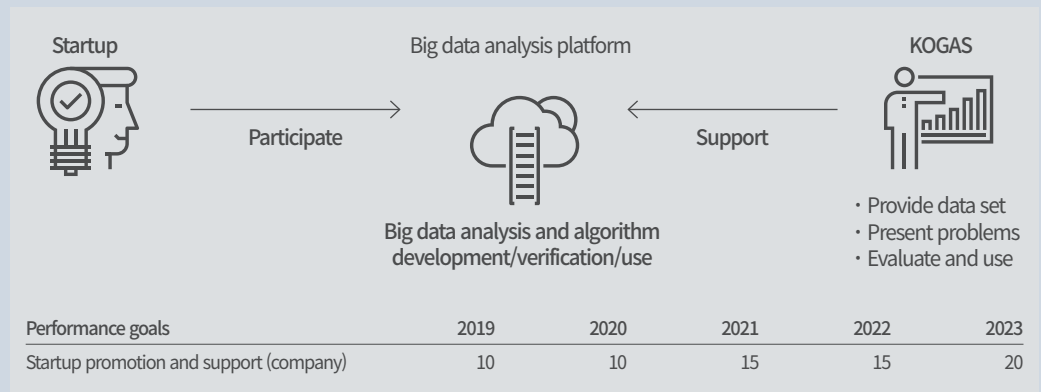 Startup
Big data analysis platform
KOGAS
Participate
Support
Big data analysis and algorithm
development/verification/use
· Provide data set
· Present problems
· Evaluate and use
Performance goals 2019 2020 2021 2022 2023
Startup promotion and support (company) 10 10 15 15 20